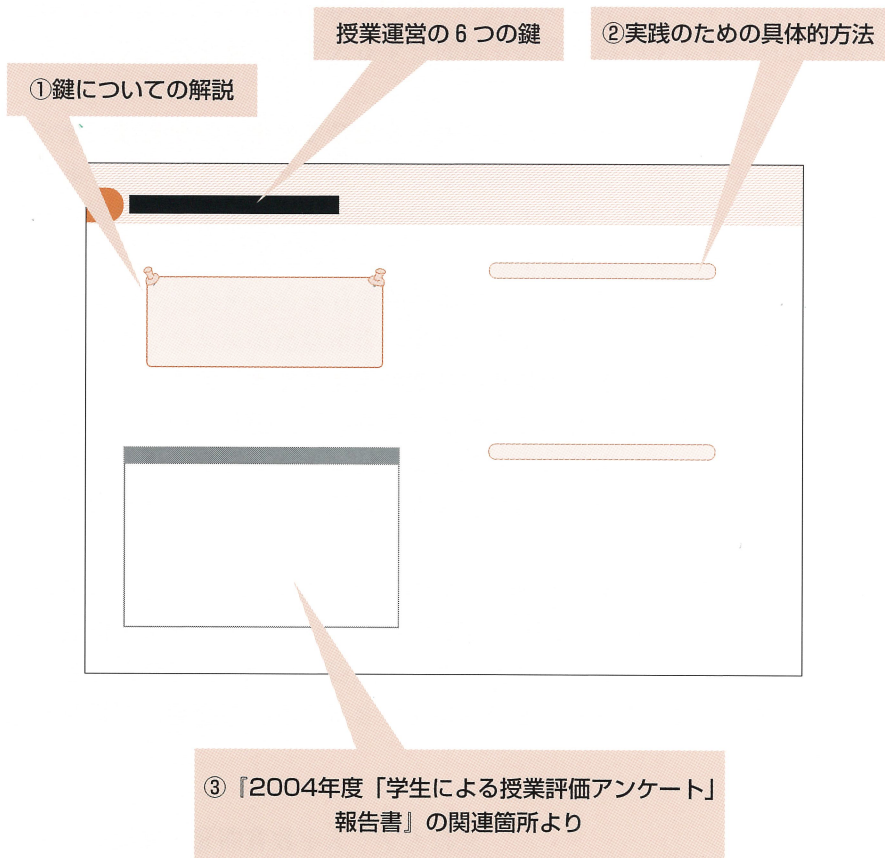 授業運営の6つの鍵
②実践のための具体的方法
①鍵についての解説
③『2004年度「学生による授業評価アンケート」
報告書』の関連箇所より